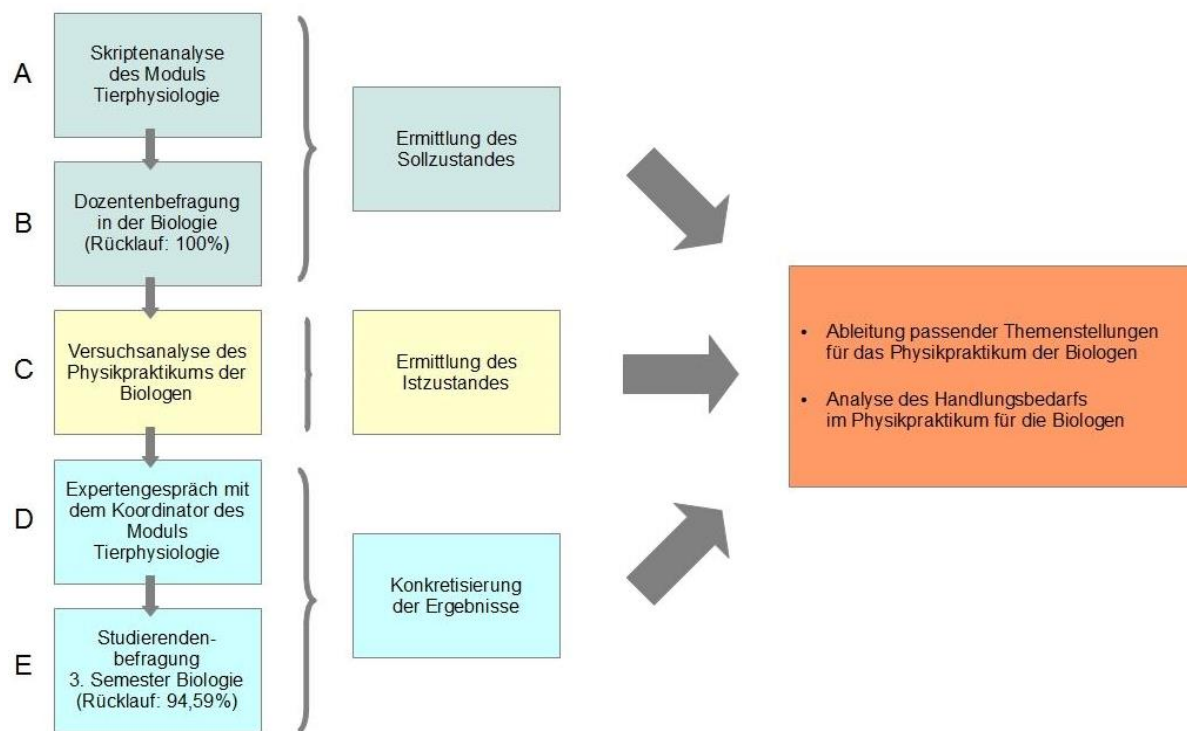 A
Skriptenanalyse
des Moduls
Tierphysiologie
B
Dozentenbefragung
in der Biologie
(Rücklauf: 100%)
C
Versuchsanalyse des
Physikpraktikums der
Biologen
D
Expertengespräch mit
dem Koordinator des
Moduls
Tierphysiologie
E
Studierenden-
befragung
3. Semester Biologie
(Rücklauf: 94,59%)
Ermittlung des
Sollzustandes
Ermittlung des
Istzustandes
Konkretisierung
der Ergebnisse
• Ableitung passender Themenstellungen
für das Physikpraktikum der Biologen
• Analyse des Handlungsbedarfs
im Physikpraktikum für die Biologen